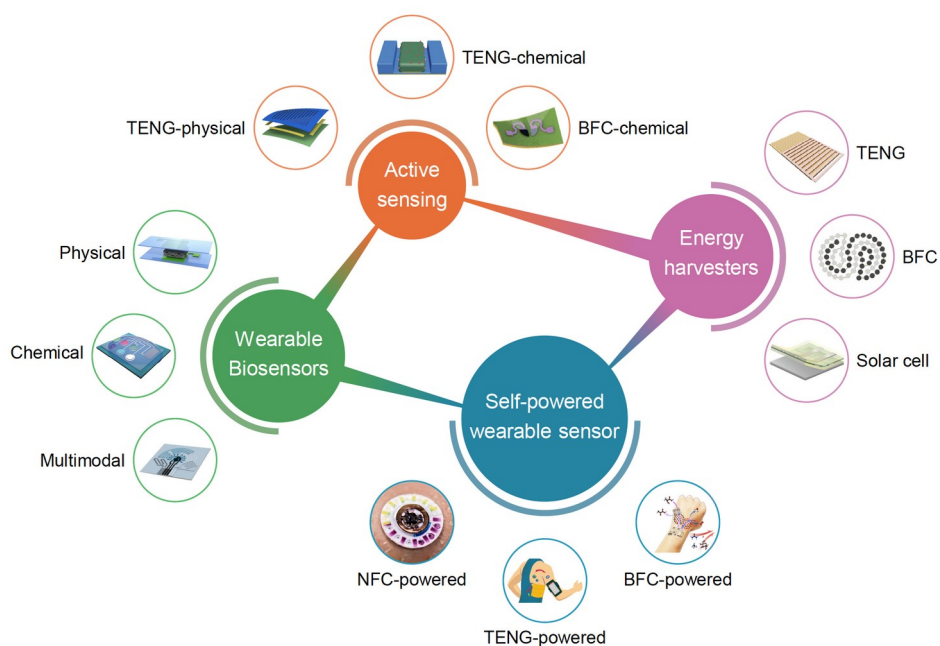 TENG-chemical
TENG-physical
BFC-chemical
Active
sensing
TENG
Physical
Energy
harvesters
BFC
Wearable
Biosensors
Chemical
Solar cell
Self-powered
wearable sensor
Multimodal
NFC-powered
BFC-powered
TENG-powered